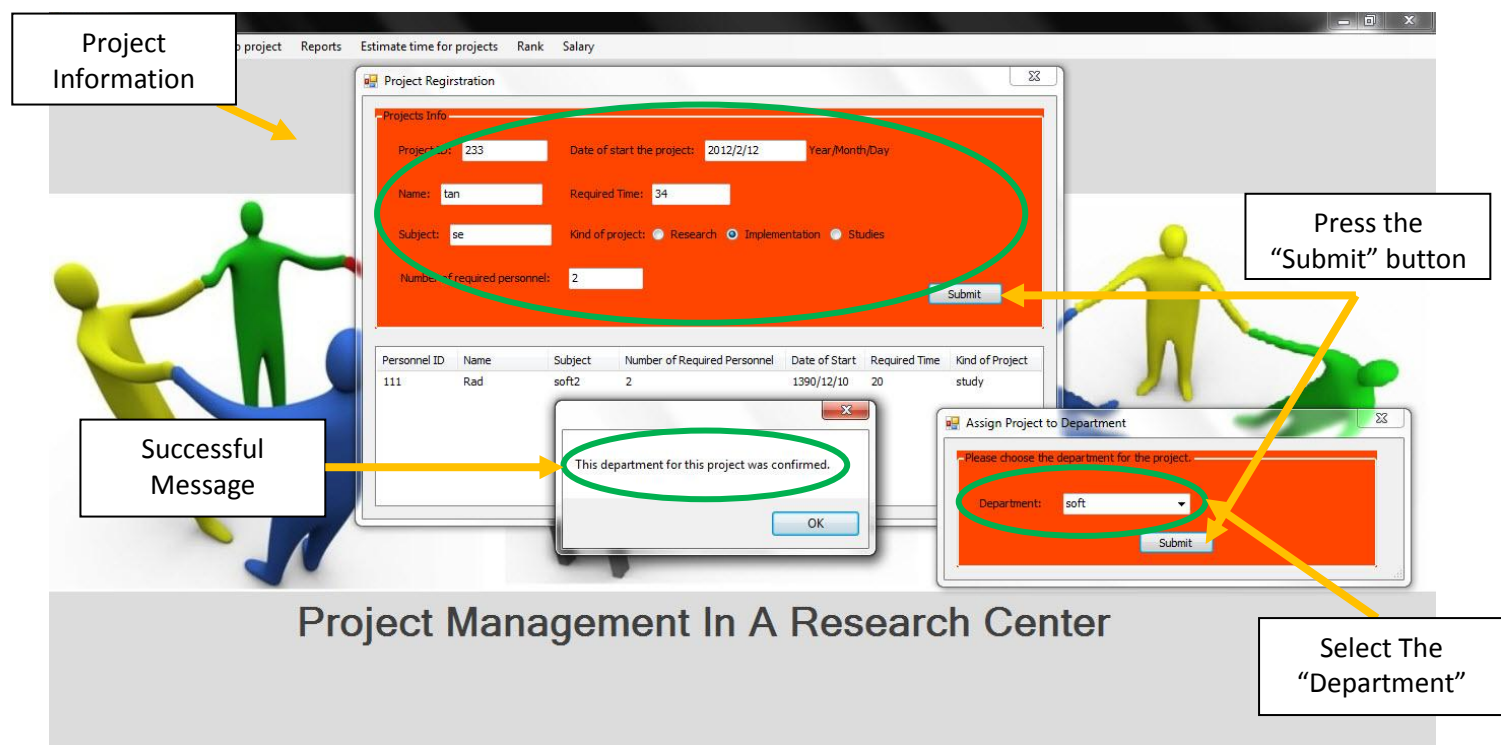 Project
Information
project Reports Estimate time for projects Rank Salary
Project Regirstration
Projects Info
Project ID: 233 Date of start the project: 2012/2/12 Year/Month/Day
Name: tan Required Time: 34
Subject: se Kind of project: Research Implementation Studies
Number of required personnel: 2
Submit
Press the
“Submit” button
Personnel ID Name Subject Number of Required Personnel Date of Start Required Time Kind of Project
111 Rad soft2 2 1390/12/10 20 study
Successful
Message
This department for this project was confirmed.
OK
Assign Project to Department
Please choose the department for the project.
Department: soft
Submit
Project Management In A Research Center
Select The
“Department”